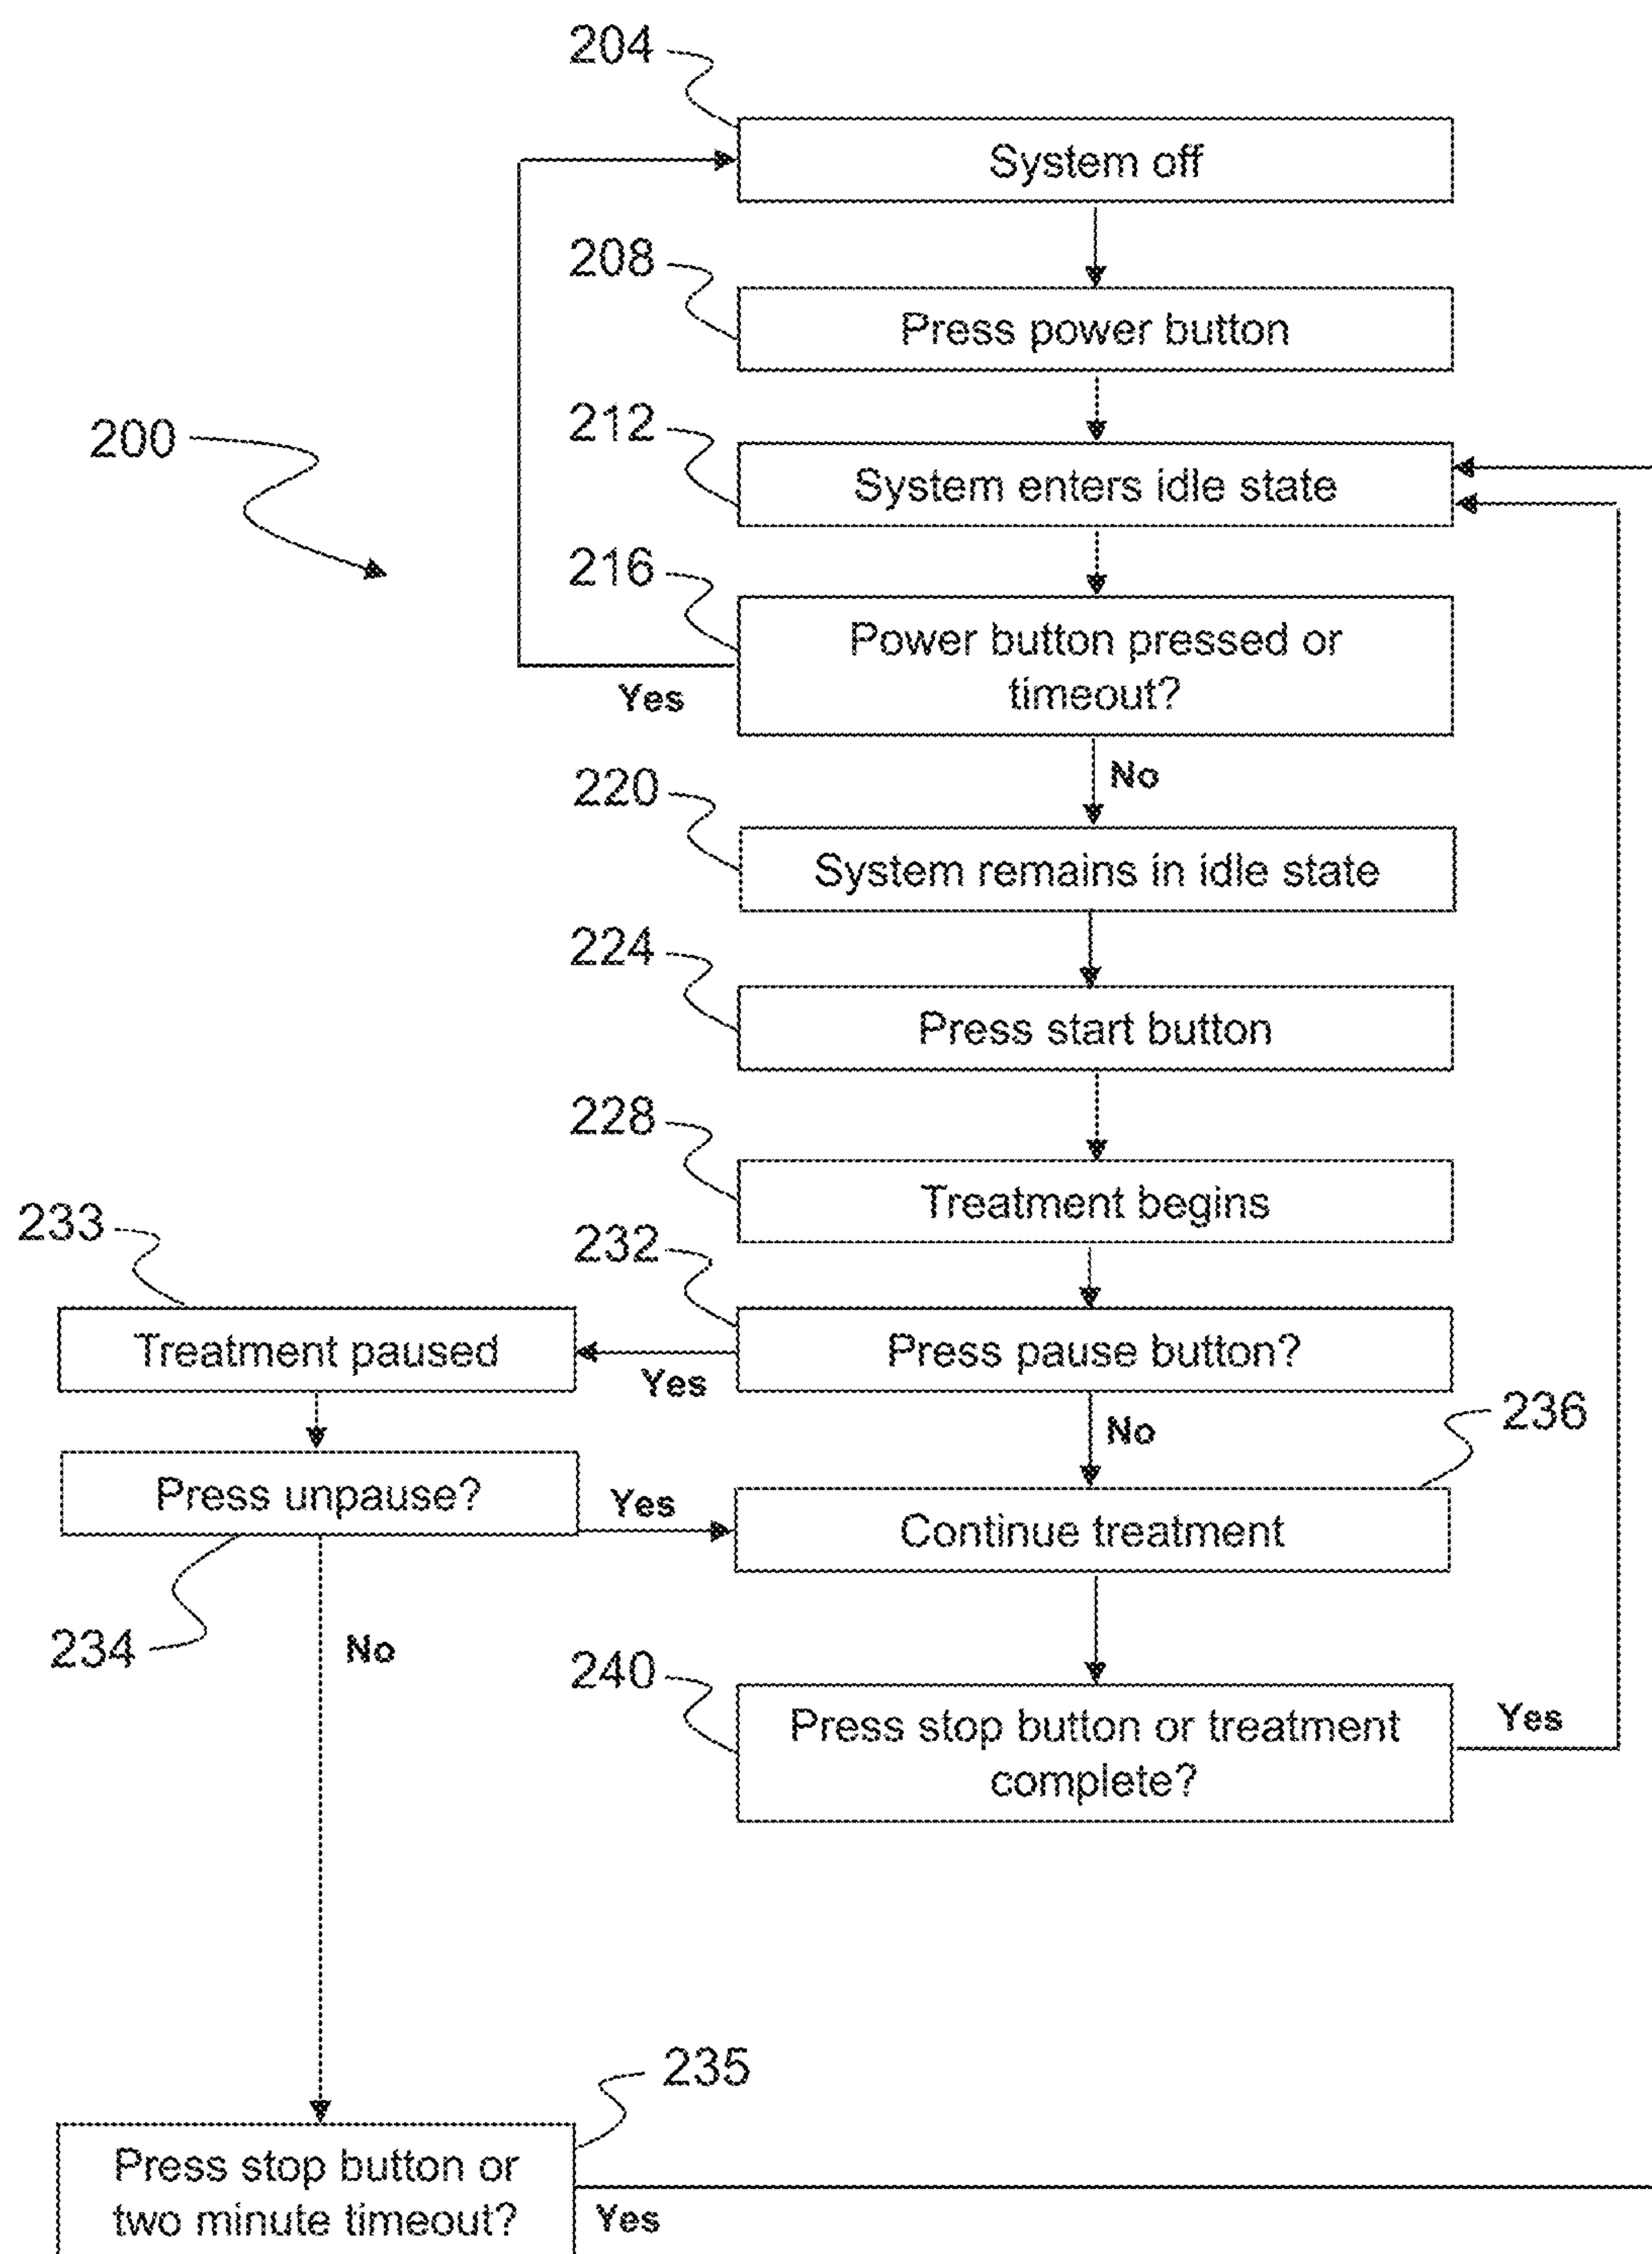 204
System off
208
Press power button
200
212
System enters idle state
216
Power button pressed or
timeout?
Yes
No
220
System remains in idle state
224
Press start button
228
Treatment begins
233
232
Treatment paused
Yes
Press pause button?
236
No
Press unpause?
Yes
Continue treatment
234
No
240
Press stop button or treatment
complete?
Yes
235
Press stop button or
two minute timeout?
Yes